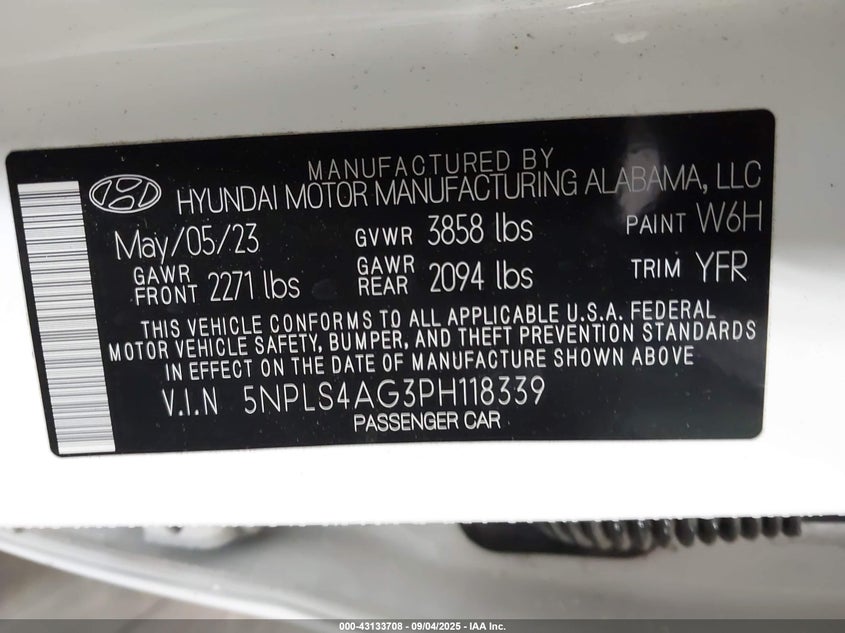 MANUFACTURED BY
HYUNDAI MOTOR MANUFACTURING ALABAMA, LLC
May/05/23 GVWR 3858 lbs PAINT W6H
GAWR FRONT 2271 lbs GAWR REAR 2094 lbs TRIM YFR
THIS VEHICLE CONFORMS TO ALL APPLICABLE U.S.A. FEDERAL
MOTOR VEHICLE SAFETY, BUMPER, AND THEFT PREVENTION STANDARDS
IN EFFECT ON THE DATE OF MANUFACTURE SHOWN ABOVE
V.I.N 5NPLS4AG3PH118339
PASSENGER CAR
000-43133708 - 09/04/2025 - IAA Inc.